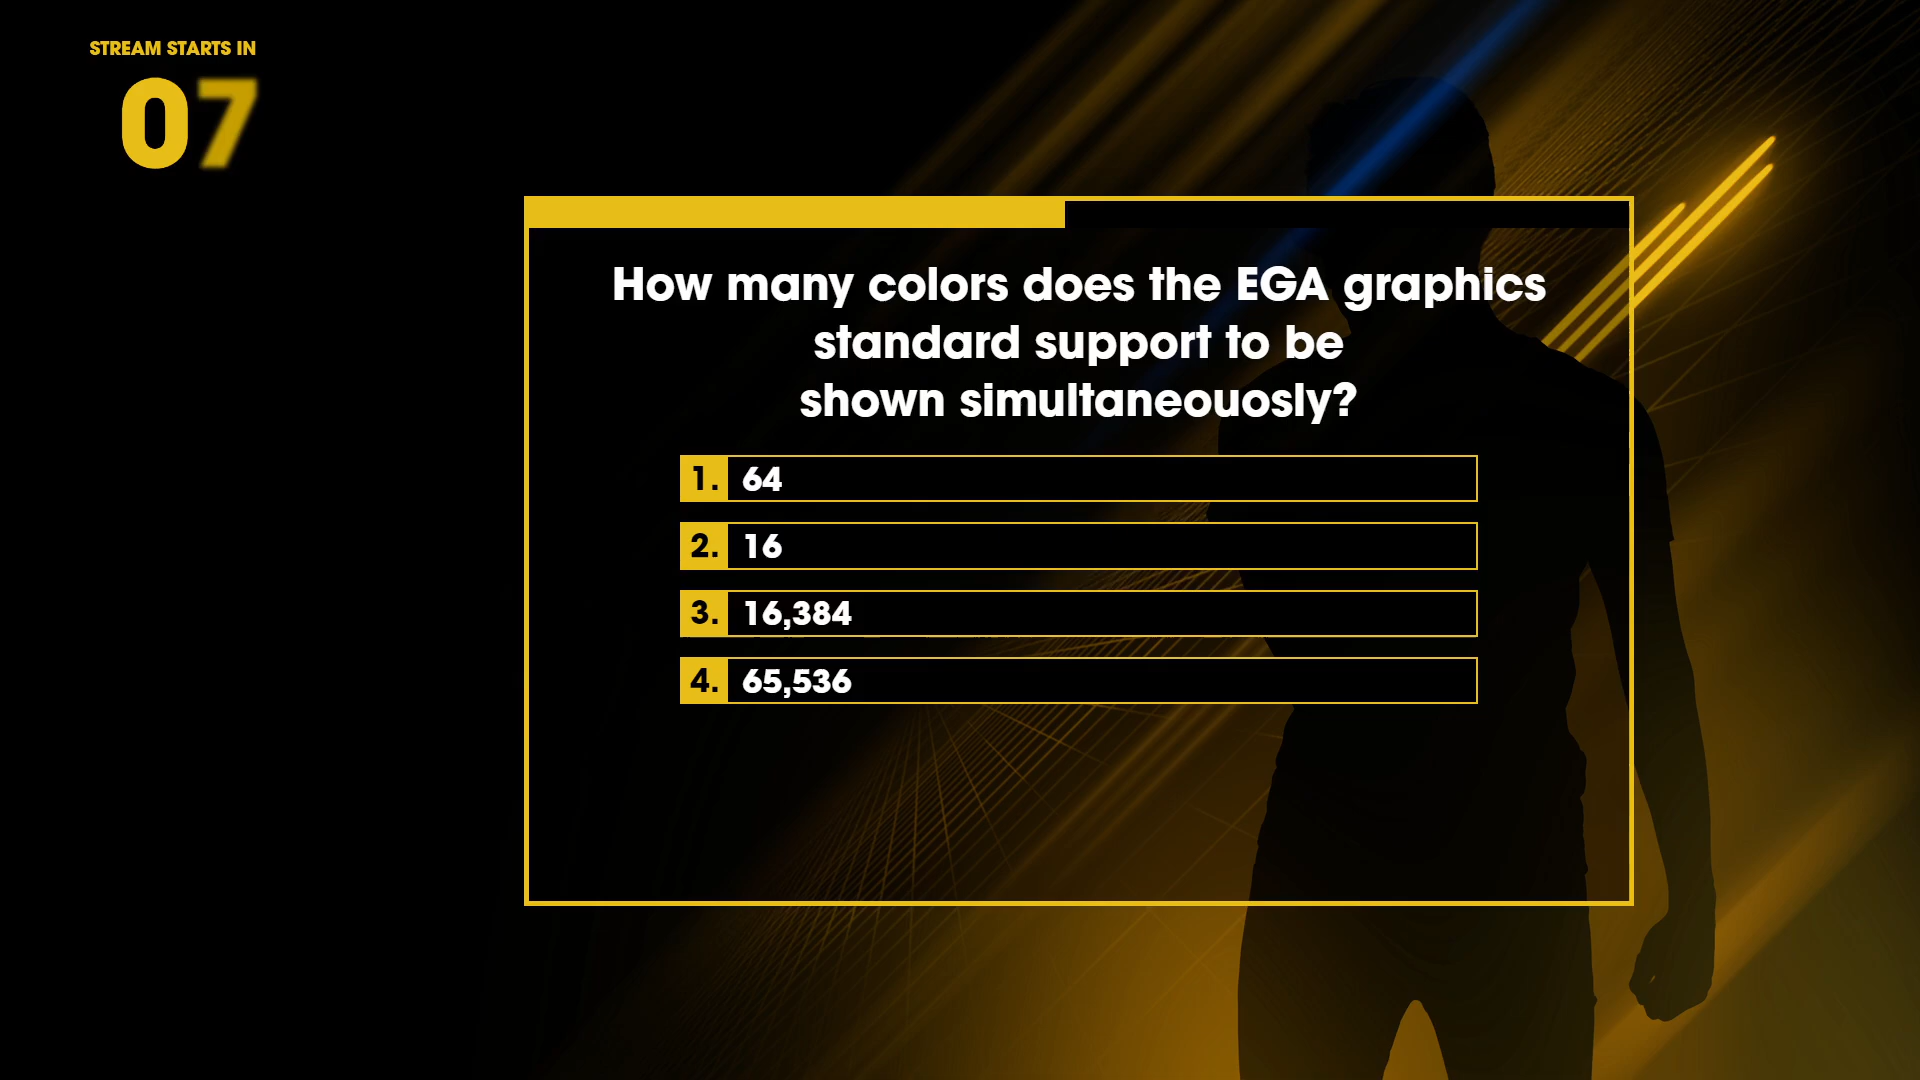 STREAM STARTS IN
07
How many colors does the EGA graphics
standard support to be
shown simultaneouosly?
1. 64
2. 16
3. 16,384
4. 65,536